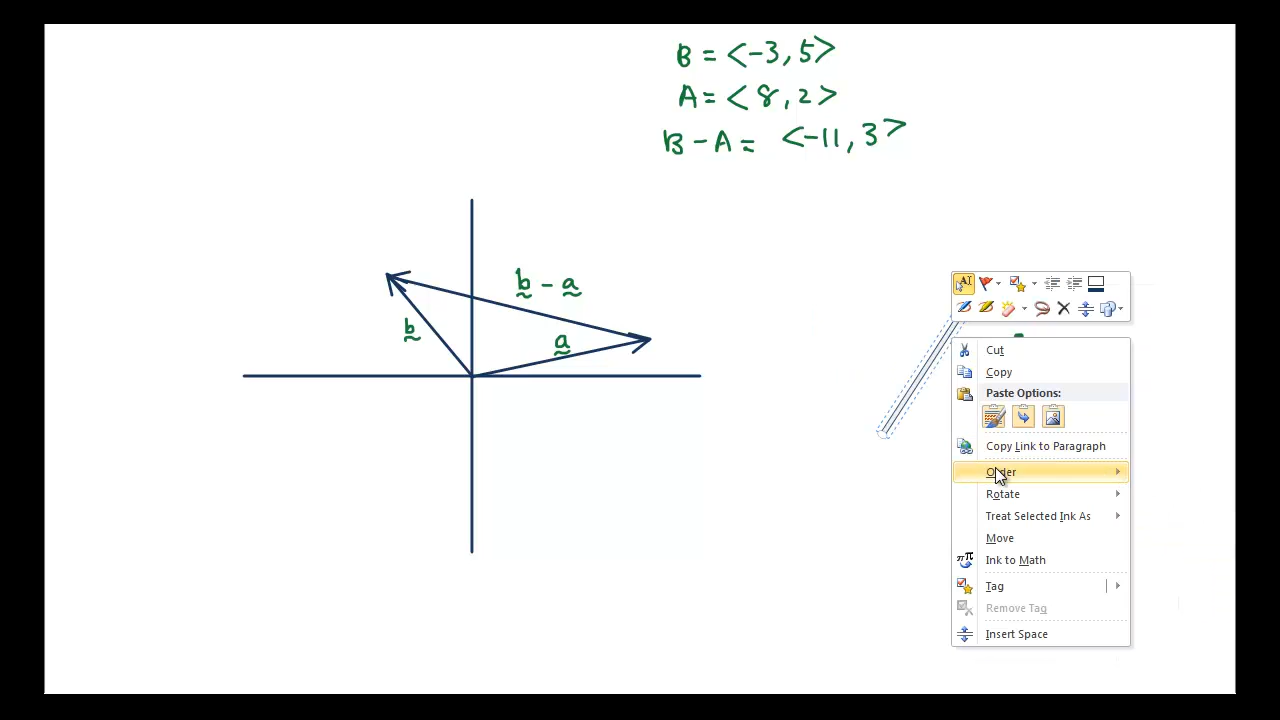 B = <-3, 5>
A = <8, 2>
B - A = <-11, 3>
b - a
b
a
Cut
Copy
Paste Options:
Copy Link to Paragraph
Order
Rotate
Treat Selected Ink As
Move
Ink to Math
Tag
Remove Tag
Insert Space